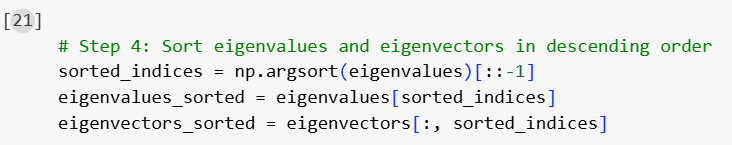 [21]
# Step 4: Sort eigenvalues and eigenvectors in descending order
sorted_indices = np.argsort(eigenvalues)[::-1]
eigenvalues_sorted = eigenvalues[sorted_indices]
eigenvectors_sorted = eigenvectors[:, sorted_indices]